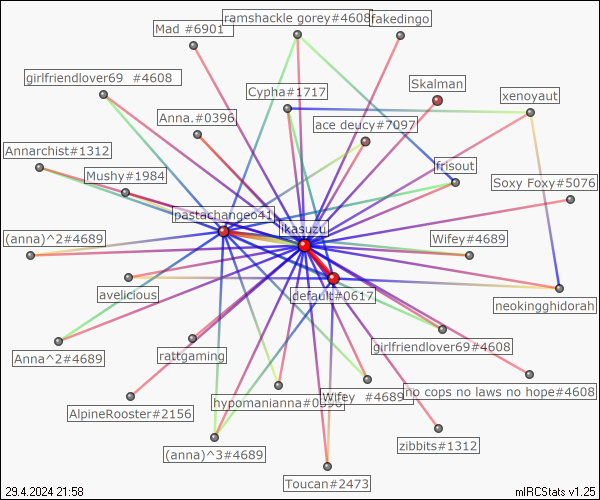 Mad #6901
ramshackle gorey#4608
fakedingo
girlfriendlover69 #4608
Skalman
Cypha#1717
xenoyaut
Anna.#0396
ace deucy#7097
Annarchist#1312
Mushy#1984
frisout
Soxy Foxy#5076
pastachange041
ikasuzu
(anna)^2#4689
Wifey#4689
avelicious
default#0617
neokingghidorah
Anna^2#4689
rattgaming
girlfriendlover69#4608
AlpineRooster#2156
Wifey #4689
no cops no laws no hope#4608
(anna)^3#4689
zibbits#1312
Toucan#2473
29.4.2024 21:58
mIRCStats v1.25